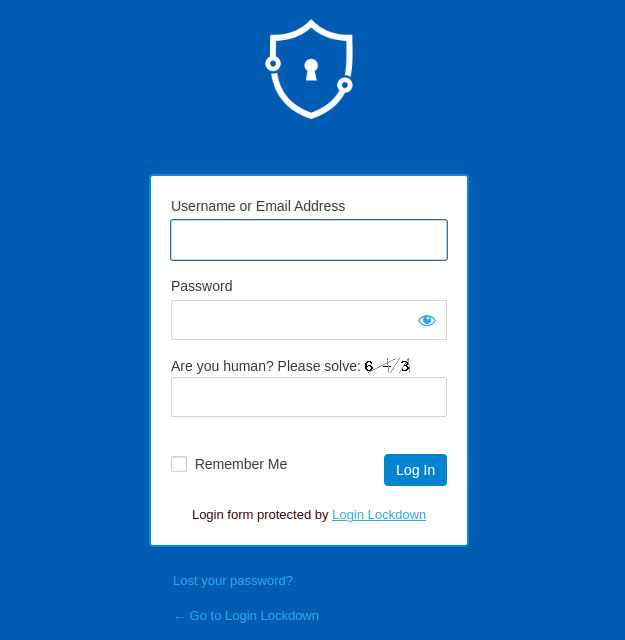 Username or Email Address
Password
Are you human? Please solve: 6 + 3
Remember Me
Log In
Login form protected by Login Lockdown
Lost your password?
← Go to Login Lockdown